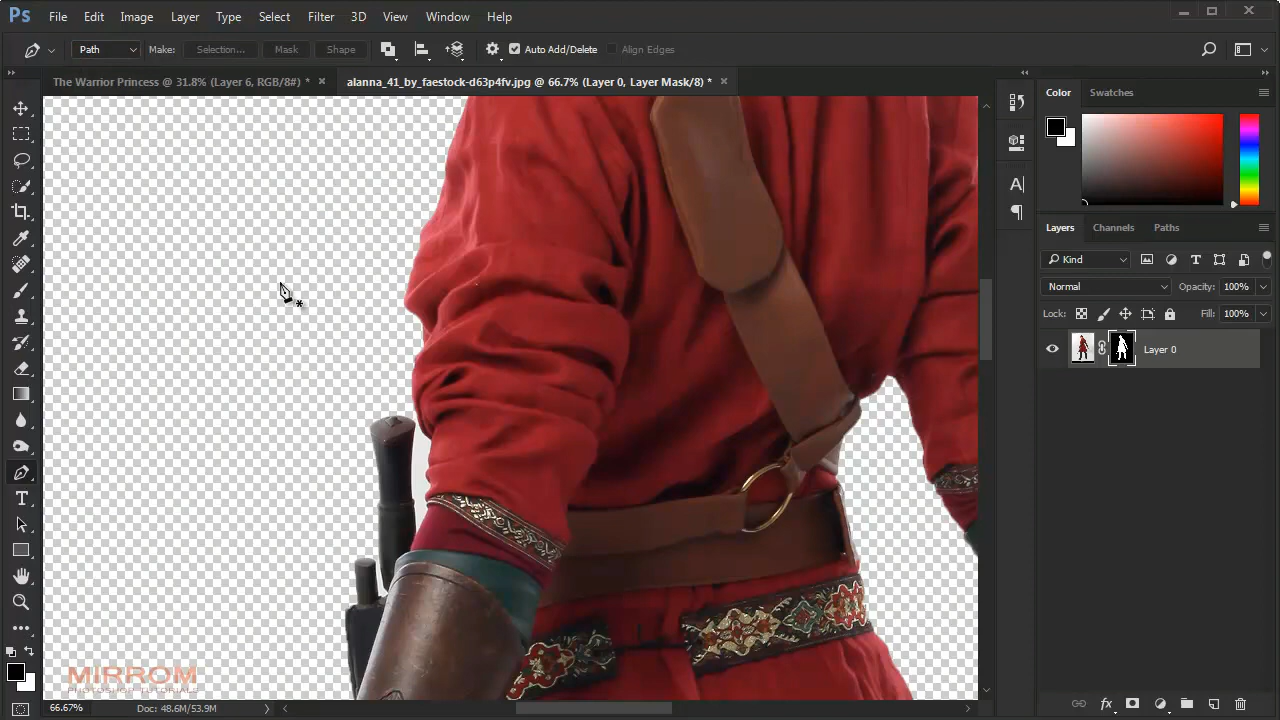 Ps File Edit Image Layer Type Select Filter 3D View Window Help
Path Make: Selection... Mask Shape Auto Add/Delete Align Edges
The Warrior Princess @ 31.8% (Layer 6, RGB/8#) * × alanna_41_by_faestock-d63p4fv.jpg @ 66.7% (Layer 0, Layer Mask/8) * ×
Color Swatches
A
Layers Channels Paths
Kind
T
Normal Opacity: 100%
Lock: Fill: 100%
Layer 0
T
MIRROM
PHOTOSHOP TUTORIALS
66.67% Doc: 48.6M/53.9M
fx